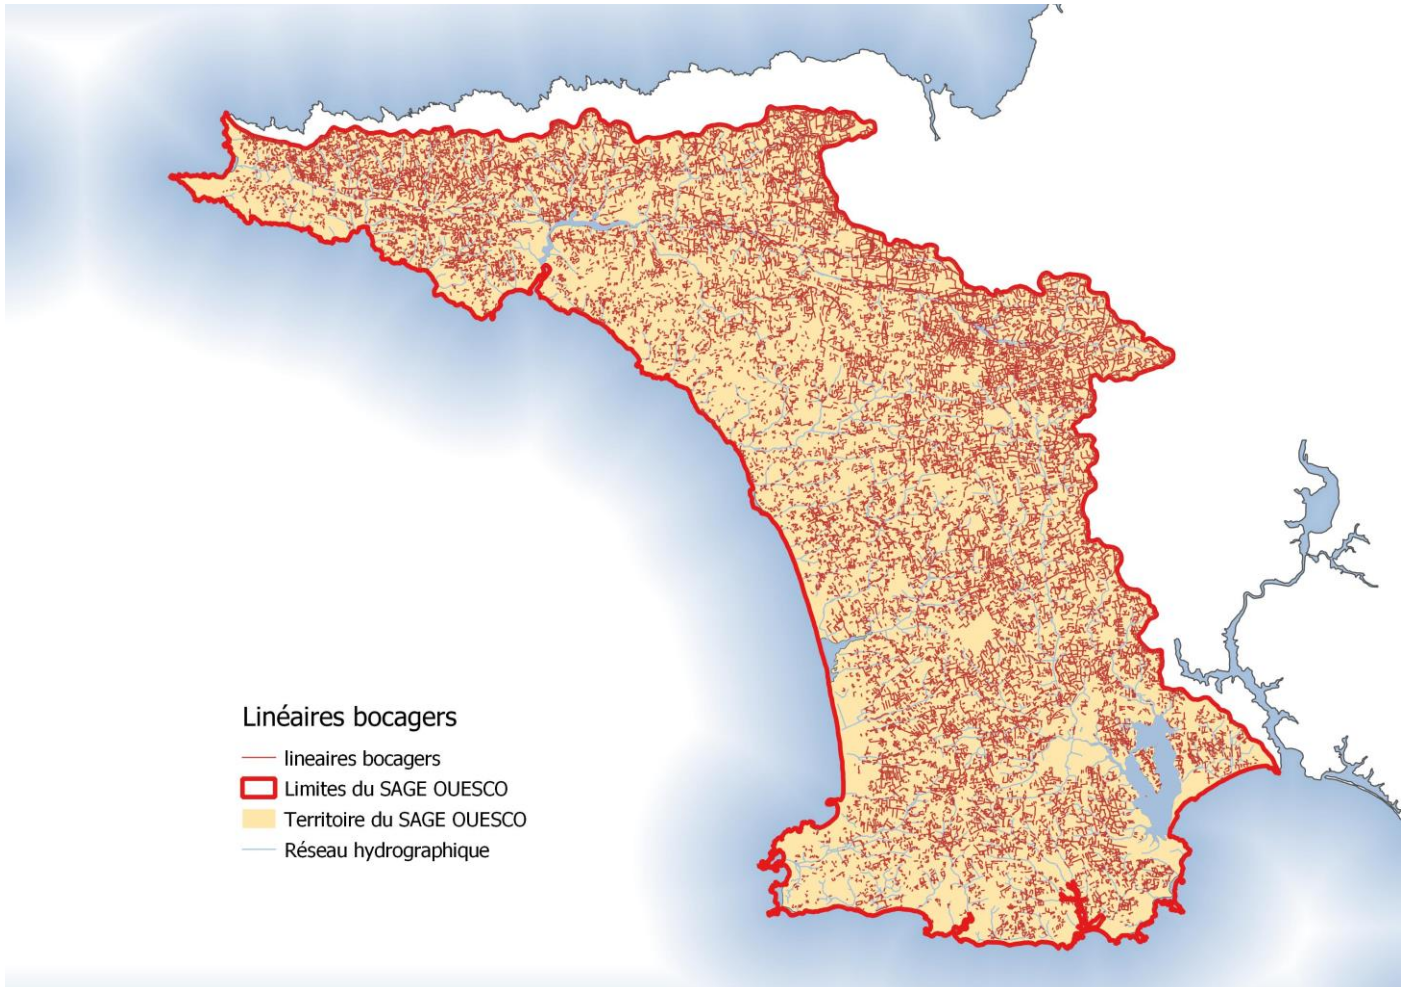 Linéaires bocagers
lineaires bocagers
Limites du SAGE OUESCO
Territoire du SAGE OUESCO
Réseau hydrographique